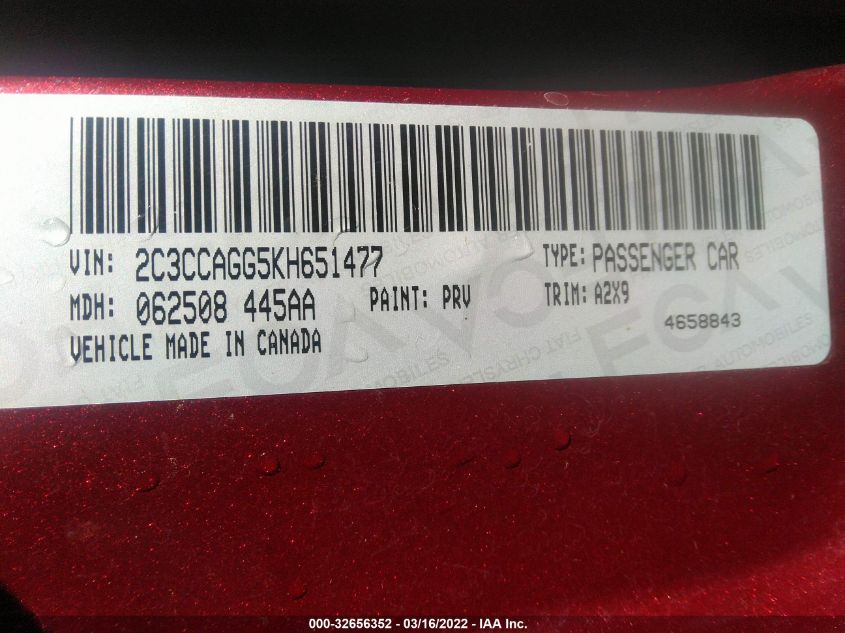 VIN: 2C3CCAGG5KH651477 TYPE: PASSENGER CAR
MDH: 062508 445AA PAINT: PRV TRIM: A2X9
VEHICLE MADE IN CANADA 4658843
000-32656352 - 03/16/2022 - IAA Inc.